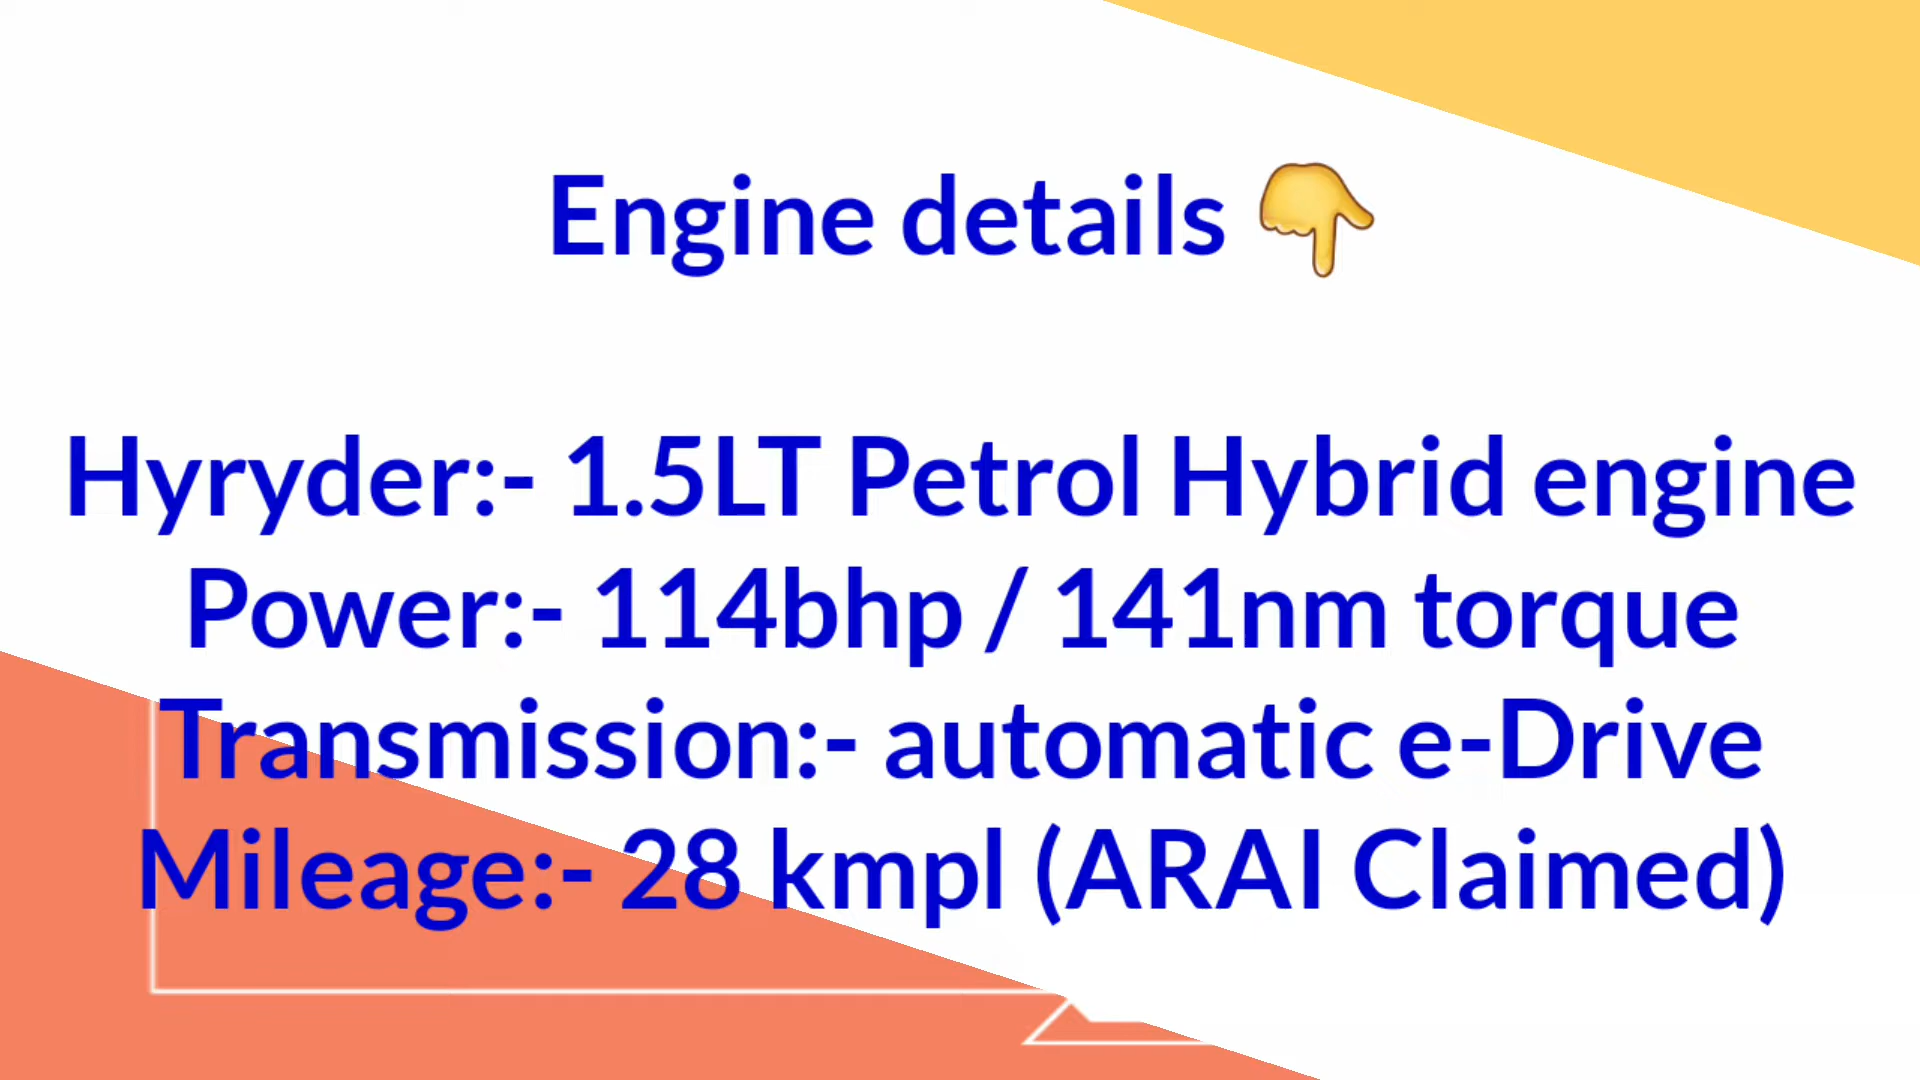 Engine details 👇
Hyryder:- 1.5LT Petrol Hybrid engine
Power:- 114bhp / 141nm torque
Transmission:- automatic e-Drive
Mileage:- 28 kmpl (ARAI Claimed)